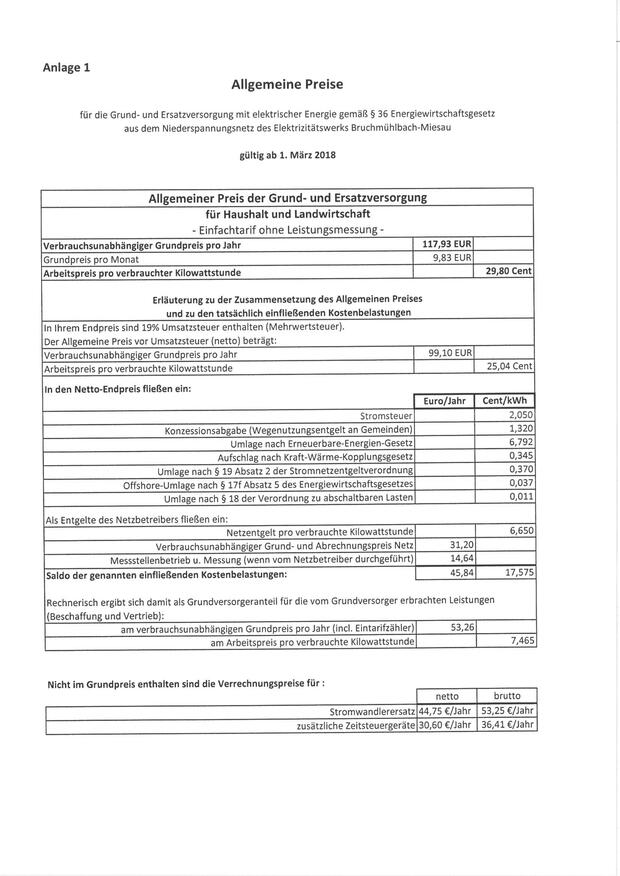 Anlage 1
Allgemeine Preise
für die Grund- und Ersatzversorgung mit elektrischer Energie gemäß § 36 Energiewirtschaftsgesetz
aus dem Niederspannungsnetz des Elektrizitätswerks Bruchmühlbach-Miesau
gültig ab 1. März 2018
Allgemeiner Preis der Grund- und Ersatzversorgung
für Haushalt und Landwirtschaft
- Einfachtarif ohne Leistungsmessung -
Verbrauchsunabhängiger Grundpreis pro Jahr 117,93 EUR
Grundpreis pro Monat 9,83 EUR
Arbeitspreis pro verbrauchter Kilowattstunde 29,80 Cent
Erläuterung zu der Zusammensetzung des Allgemeinen Preises
und zu den tatsächlich einfließenden Kostenbelastungen
In Ihrem Endpreis sind 19% Umsatzsteuer enthalten (Mehrwertsteuer).
Der Allgemeine Preis vor Umsatzsteuer (netto) beträgt:
Verbrauchsunabhängiger Grundpreis pro Jahr 99,10 EUR
Arbeitspreis pro verbrauchte Kilowattstunde 25,04 Cent
In den Netto-Endpreis fließen ein:
Euro/Jahr Cent/kWh
Stromsteuer 2,050
Konzessionsabgabe (Wegenutzungsentgelt an Gemeinden) 1,320
Umlage nach Erneuerbare-Energien-Gesetz 6,792
Aufschlag nach Kraft-Wärme-Kopplungsgesetz 0,345
Umlage nach § 19 Absatz 2 der Stromnetzentgeltverordnung 0,370
Offshore-Umlage nach § 17f Absatz 5 des Energiewirtschaftsgesetzes 0,037
Umlage nach § 18 der Verordnung zu abschaltbaren Lasten 0,011
Als Entgelte des Netzbetreibers fließen ein:
Netzentgelt pro verbrauchte Kilowattstunde 6,650
Verbrauchsunabhängiger Grund- und Abrechnungspreis Netz 31,20
Messstellenbetrieb u. Messung (wenn vom Netzbetreiber durchgeführt) 14,64
Saldo der genannten einfließenden Kostenbelastungen: 45,84 17,575
Rechnerisch ergibt sich damit als Grundversorgeranteil für die vom Grundversorger erbrachten Leistungen
(Beschaffung und Vertrieb):
am verbrauchsunabhängigen Grundpreis pro Jahr (incl. Eintarifzähler) 53,26
am Arbeitspreis pro verbrauchte Kilowattstunde 7,465
Nicht im Grundpreis enthalten sind die Verrechnungspreise für :
netto brutto
Stromwandlerersatz 44,75 €/Jahr 53,25 €/Jahr
zusätzliche Zeitsteuergeräte 30,60 €/Jahr 36,41 €/Jahr